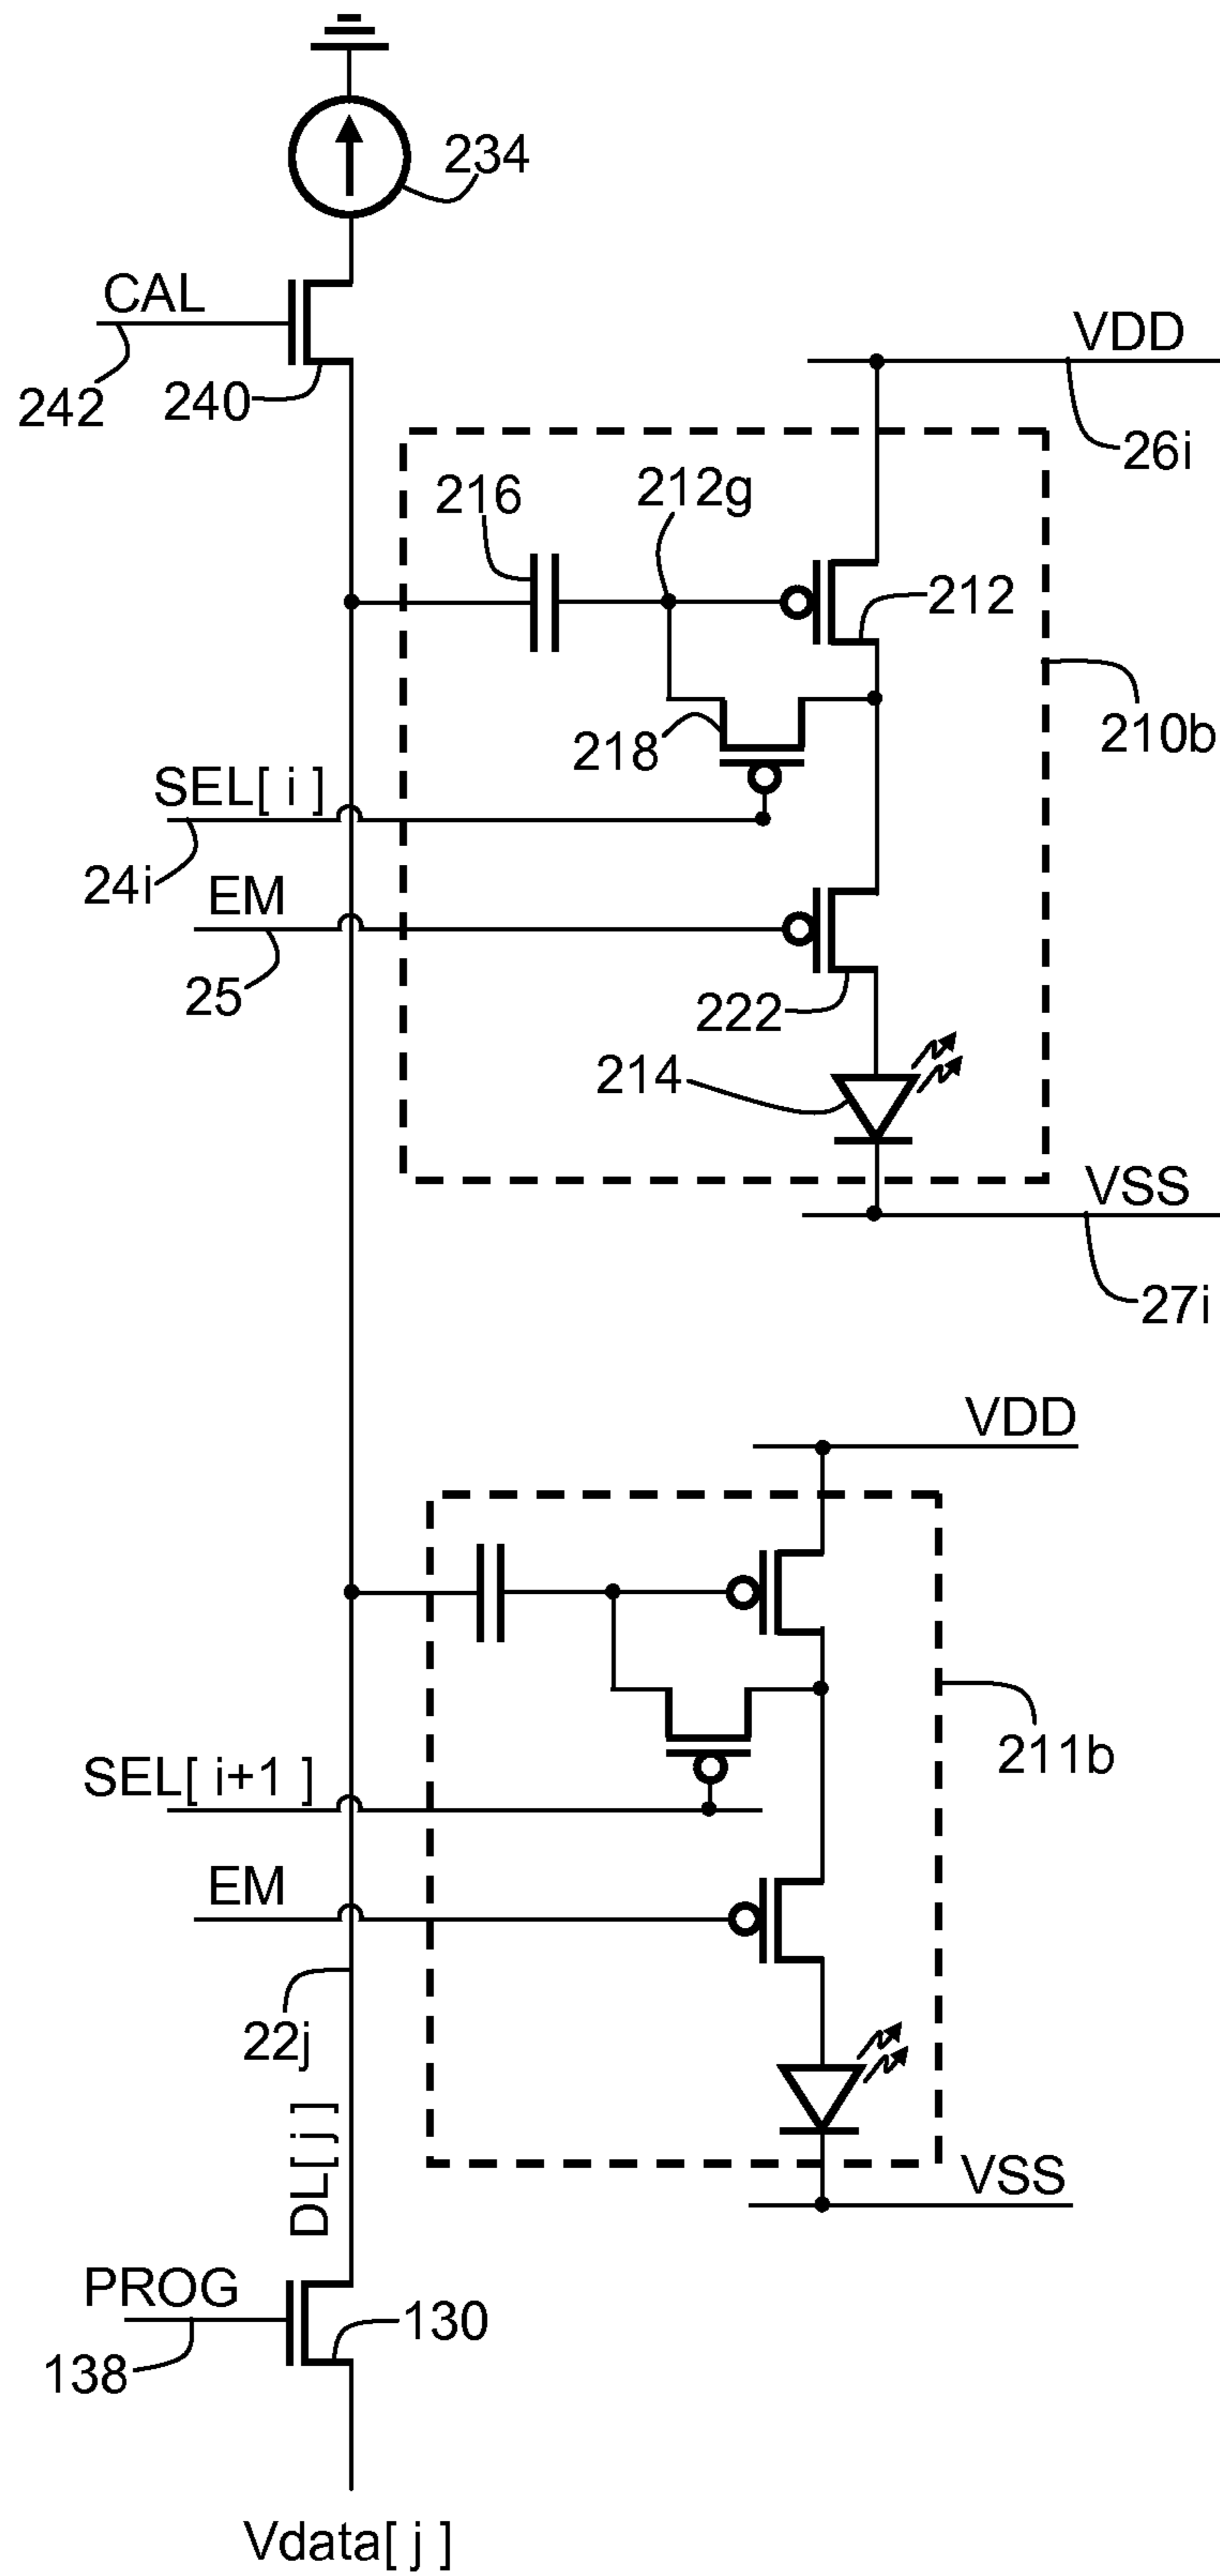 234
CAL
242
240
VDD
26i
216
212g
212
210b
218
SEL[ i ]
24i
EM
25
222
214
VSS
27i
VDD
211b
SEL[ i+1 ]
EM
22j
DL[ j ]
VSS
PROG
138
130
Vdata[ j ]